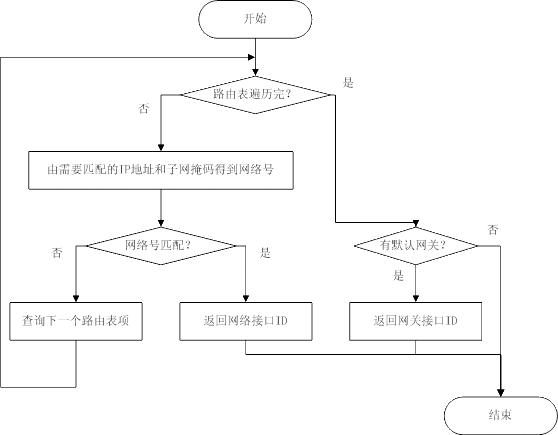 开始
路由表遍历完？
是
否
由需要匹配的IP地址和子网掩码得到网络号
网络号匹配？
有默认网关？
否
否
是
是
查询下一个路由表项
返回网络接口ID
返回网关接口ID
结束